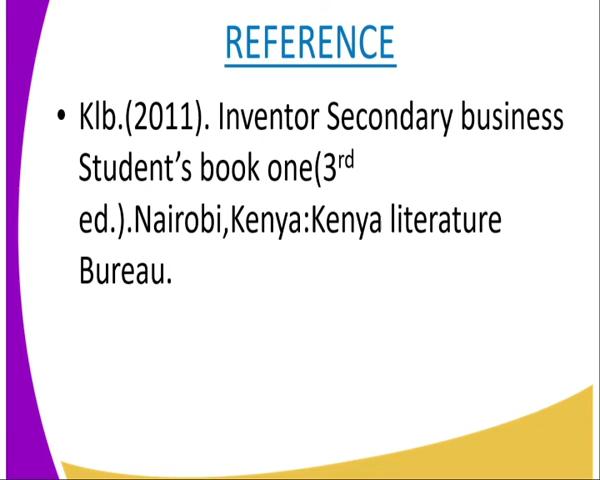 REFERENCE
• Klb.(2011). Inventor Secondary business
Student’s book one(3rd
ed.).Nairobi,Kenya:Kenya literature
Bureau.